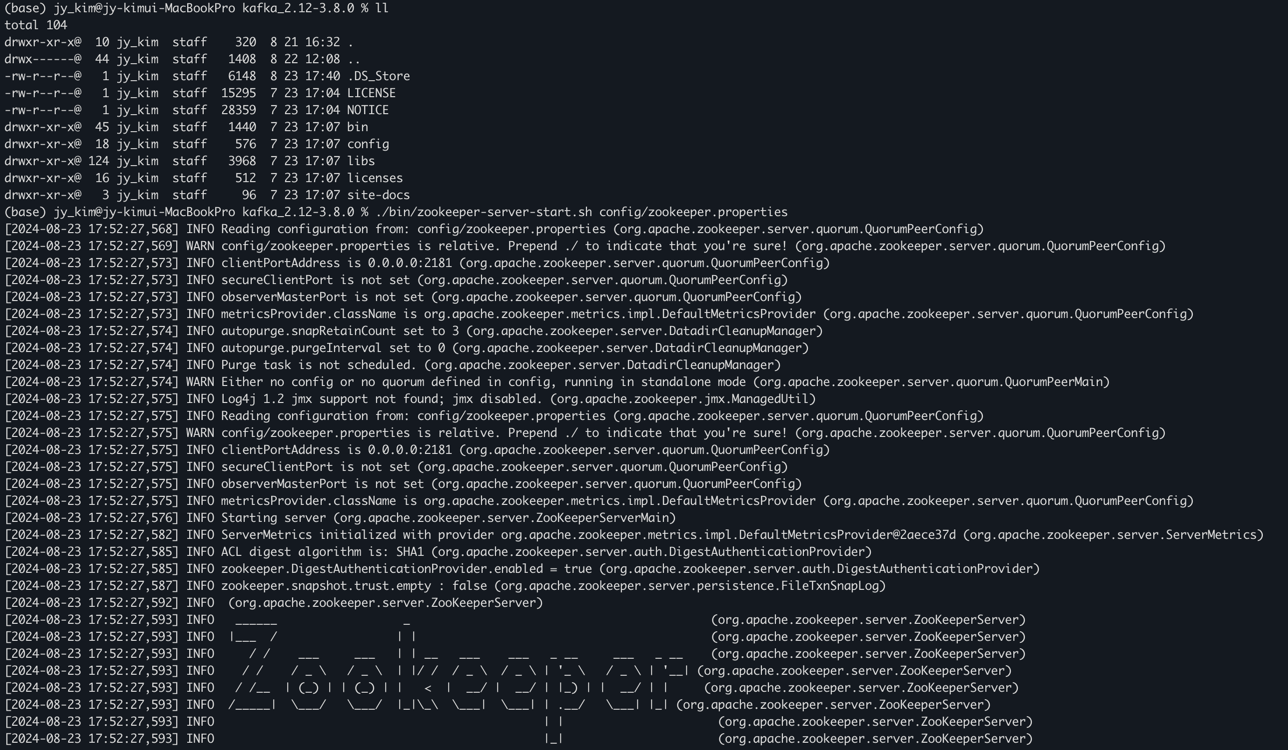 (base) jy_kim@jy-kimui-MacBookPro kafka_2.12-3.8.0 % ll
total 104
drwxr-xr-x@  10 jy_kim  staff    320  8 21 16:32 .
drwx------@  44 jy_kim  staff   1408  8 22 12:08 ..
-rw-r--r--@   1 jy_kim  staff   6148  8 23 17:40 .DS_Store
-rw-r--r--@   1 jy_kim  staff  15295  7 23 17:04 LICENSE
-rw-r--r--@   1 jy_kim  staff  28359  7 23 17:04 NOTICE
drwxr-xr-x@  45 jy_kim  staff   1440  7 23 17:07 bin
drwxr-xr-x@  18 jy_kim  staff    576  7 23 17:07 config
drwxr-xr-x@ 124 jy_kim  staff   3968  7 23 17:07 libs
drwxr-xr-x@  16 jy_kim  staff    512  7 23 17:07 licenses
drwxr-xr-x@   3 jy_kim  staff     96  7 23 17:07 site-docs
(base) jy_kim@jy-kimui-MacBookPro kafka_2.12-3.8.0 % ./bin/zookeeper-server-start.sh config/zookeeper.properties
[2024-08-23 17:52:27,568] INFO Reading configuration from: config/zookeeper.properties (org.apache.zookeeper.server.quorum.QuorumPeerConfig)
[2024-08-23 17:52:27,569] WARN config/zookeeper.properties is relative. Prepend ./ to indicate that you're sure! (org.apache.zookeeper.server.quorum.QuorumPeerConfig)
[2024-08-23 17:52:27,573] INFO clientPortAddress is 0.0.0.0:2181 (org.apache.zookeeper.server.quorum.QuorumPeerConfig)
[2024-08-23 17:52:27,573] INFO secureClientPort is not set (org.apache.zookeeper.server.quorum.QuorumPeerConfig)
[2024-08-23 17:52:27,573] INFO observerMasterPort is not set (org.apache.zookeeper.server.quorum.QuorumPeerConfig)
[2024-08-23 17:52:27,573] INFO metricsProvider.className is org.apache.zookeeper.metrics.impl.DefaultMetricsProvider (org.apache.zookeeper.server.quorum.QuorumPeerConfig)
[2024-08-23 17:52:27,574] INFO autopurge.snapRetainCount set to 3 (org.apache.zookeeper.server.DatadirCleanupManager)
[2024-08-23 17:52:27,574] INFO autopurge.purgeInterval set to 0 (org.apache.zookeeper.server.DatadirCleanupManager)
[2024-08-23 17:52:27,574] INFO Purge task is not scheduled. (org.apache.zookeeper.server.DatadirCleanupManager)
[2024-08-23 17:52:27,574] WARN Either no config or no quorum defined in config, running in standalone mode (org.apache.zookeeper.server.quorum.QuorumPeerMain)
[2024-08-23 17:52:27,575] INFO Log4j 1.2 jmx support not found; jmx disabled. (org.apache.zookeeper.jmx.ManagedUtil)
[2024-08-23 17:52:27,575] INFO Reading configuration from: config/zookeeper.properties (org.apache.zookeeper.server.quorum.QuorumPeerConfig)
[2024-08-23 17:52:27,575] WARN config/zookeeper.properties is relative. Prepend ./ to indicate that you're sure! (org.apache.zookeeper.server.quorum.QuorumPeerConfig)
[2024-08-23 17:52:27,575] INFO clientPortAddress is 0.0.0.0:2181 (org.apache.zookeeper.server.quorum.QuorumPeerConfig)
[2024-08-23 17:52:27,575] INFO secureClientPort is not set (org.apache.zookeeper.server.quorum.QuorumPeerConfig)
[2024-08-23 17:52:27,575] INFO observerMasterPort is not set (org.apache.zookeeper.server.quorum.QuorumPeerConfig)
[2024-08-23 17:52:27,575] INFO metricsProvider.className is org.apache.zookeeper.metrics.impl.DefaultMetricsProvider (org.apache.zookeeper.server.quorum.QuorumPeerConfig)
[2024-08-23 17:52:27,576] INFO Starting server (org.apache.zookeeper.server.ZooKeeperServerMain)
[2024-08-23 17:52:27,582] INFO ServerMetrics initialized with provider org.apache.zookeeper.metrics.impl.DefaultMetricsProvider@2aece37d (org.apache.zookeeper.server.ServerMetrics)
[2024-08-23 17:52:27,585] INFO ACL digest algorithm is: SHA1 (org.apache.zookeeper.server.auth.DigestAuthenticationProvider)
[2024-08-23 17:52:27,585] INFO zookeeper.DigestAuthenticationProvider.enabled = true (org.apache.zookeeper.server.auth.DigestAuthenticationProvider)
[2024-08-23 17:52:27,587] INFO zookeeper.snapshot.trust.empty : false (org.apache.zookeeper.server.persistence.FileTxnSnapLog)
[2024-08-23 17:52:27,592] INFO  (org.apache.zookeeper.server.ZooKeeperServer)
[2024-08-23 17:52:27,593] INFO   ______                  _                                           (org.apache.zookeeper.server.ZooKeeperServer)
[2024-08-23 17:52:27,593] INFO  |___  /                 | |                                          (org.apache.zookeeper.server.ZooKeeperServer)
[2024-08-23 17:52:27,593] INFO     / /    ___     ___   | | __   ___    ___   _ __     ___   _ __    (org.apache.zookeeper.server.ZooKeeperServer)
[2024-08-23 17:52:27,593] INFO    / /    / _ \   / _ \  | |/ /  / _ \  / _ \ | '_ \   / _ \ | '__| (org.apache.zookeeper.server.ZooKeeperServer)
[2024-08-23 17:52:27,593] INFO   / /__  | (_) | | (_) | |   <  |  __/ |  __/ | |_) | |  __/ | |     (org.apache.zookeeper.server.ZooKeeperServer)
[2024-08-23 17:52:27,593] INFO  /_____|  \___/   \___/  |_|\_\  \___|  \___| | .__/   \___| |_| (org.apache.zookeeper.server.ZooKeeperServer)
[2024-08-23 17:52:27,593] INFO                                               | |                      (org.apache.zookeeper.server.ZooKeeperServer)
[2024-08-23 17:52:27,593] INFO                                               |_|                      (org.apache.zookeeper.server.ZooKeeperServer)